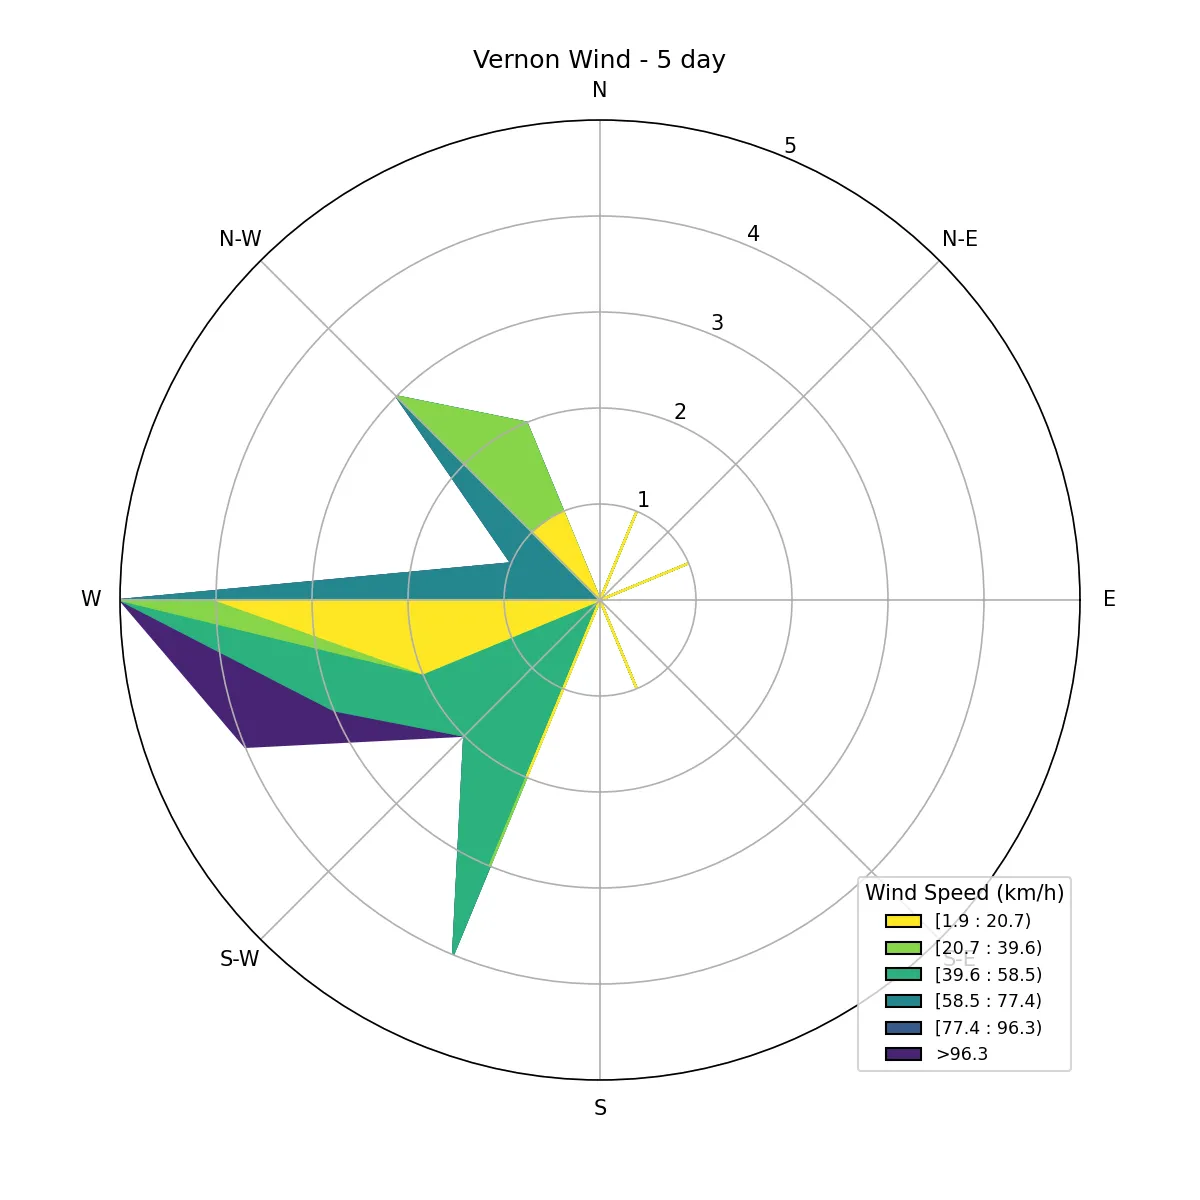 Vernon Wind - 5 day
N
5
N-W
4
N-E
3
2
1
W
E
S-W
S-E
S
Wind Speed (km/h)
[1.9 : 20.7)
[20.7 : 39.6)
[39.6 : 58.5)
[58.5 : 77.4)
[77.4 : 96.3)
>96.3